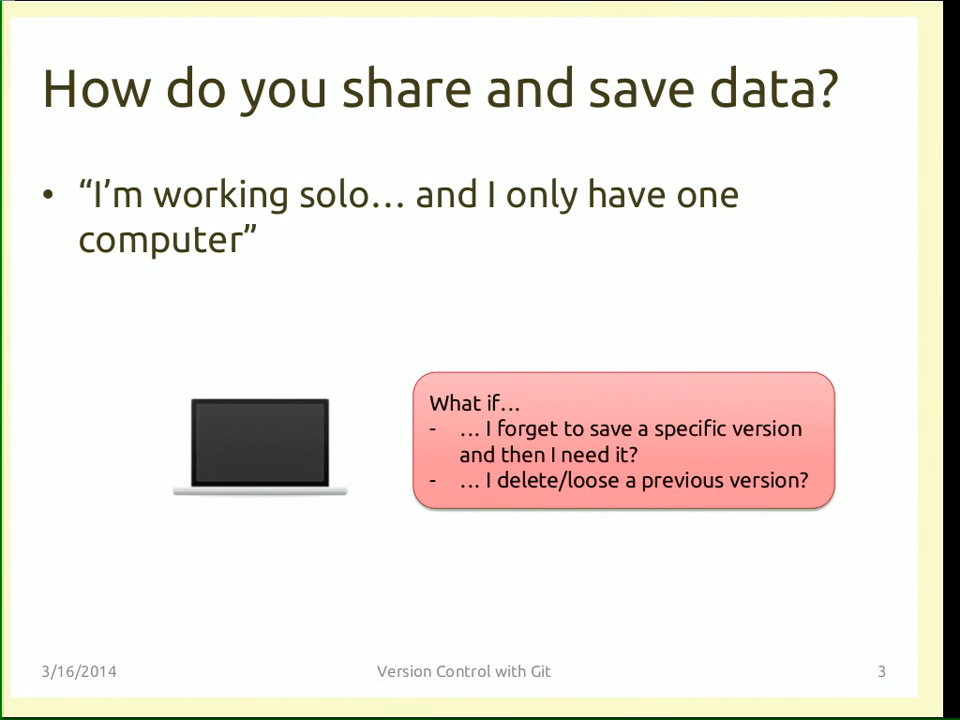 How do you share and save data?
• “I’m working solo… and I only have one
computer”
What if…
- … I forget to save a specific version
and then I need it?
- … I delete/loose a previous version?
3/16/2014
Version Control with Git
3